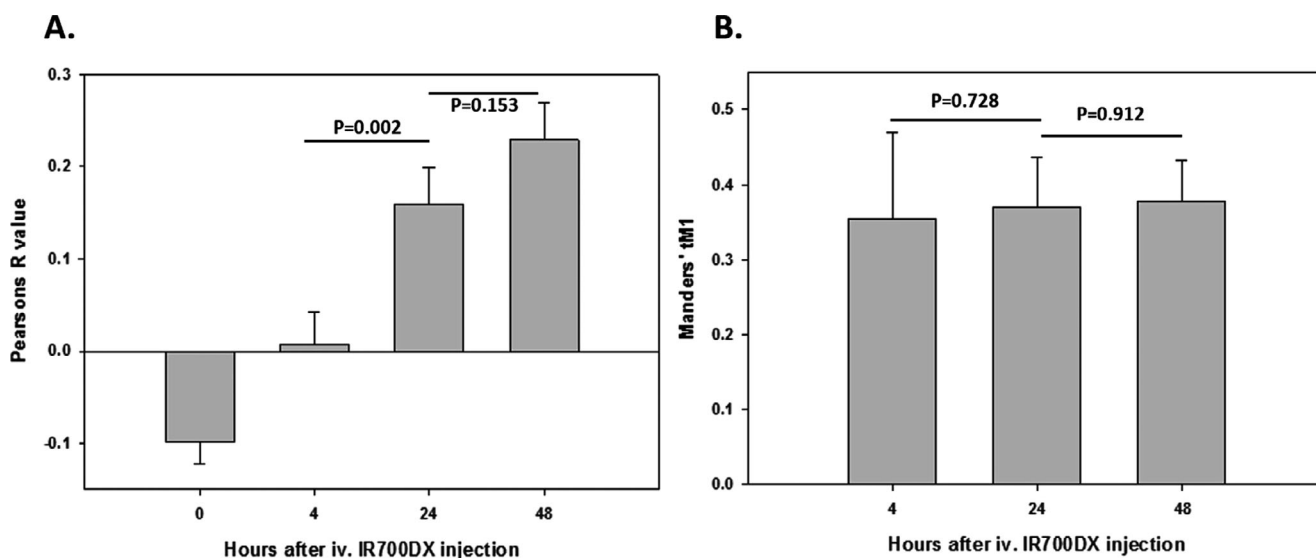 A.
0.3
0.2
0.1
0.0
-0.1
Pearsons R value
P=0.002
P=0.153
0
4
24
48
Hours after iv. IR700DX injection
B.
0.5
0.4
0.3
0.2
0.1
0.0
Manders' tM1
P=0.728
P=0.912
4
24
48
Hours after iv. IR700DX injection